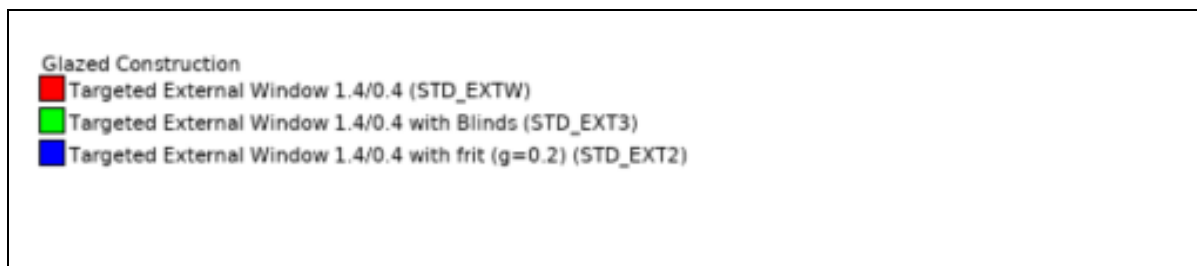 Glazed Construction
Targeted External Window 1.4/0.4 (STD_EXTW)
Targeted External Window 1.4/0.4 with Blinds (STD_EXT3)
Targeted External Window 1.4/0.4 with frit (g=0.2) (STD_EXT2)